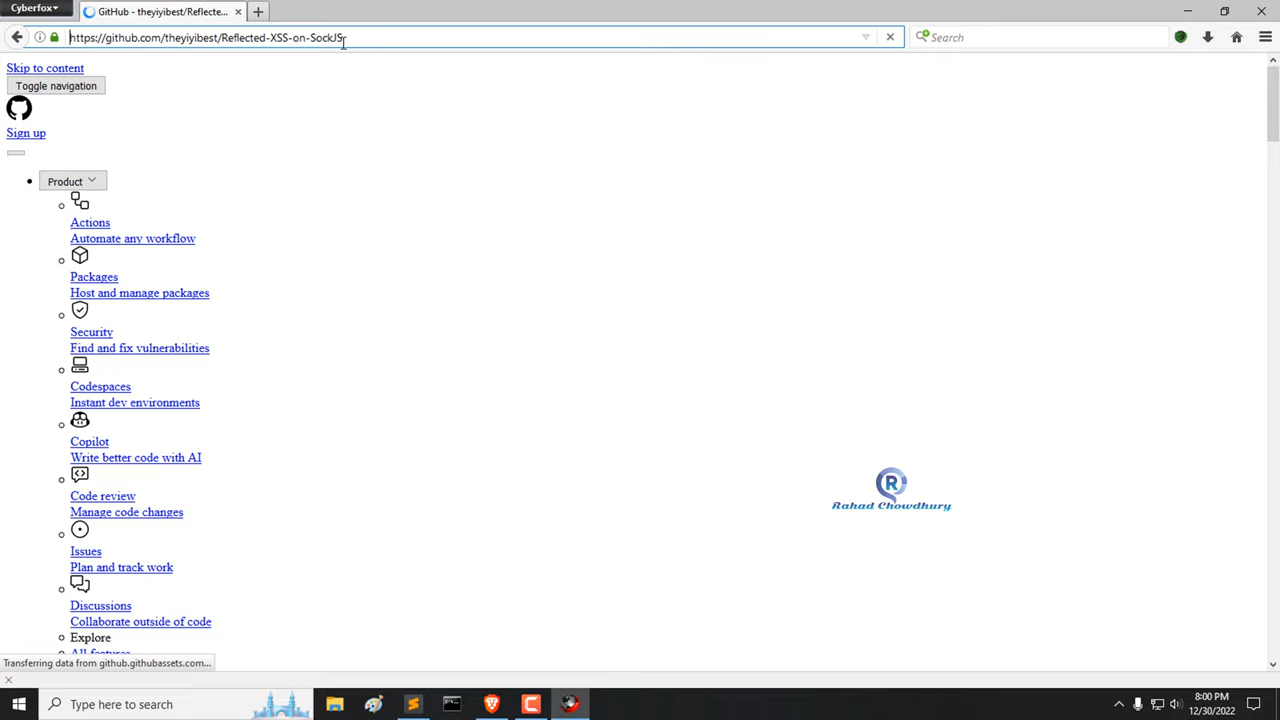 Cyberfox
GitHub - theyiyibest/Reflecte...
https://github.com/theyiyibest/Reflected-XSS-on-SockJS
Search
Skip to content
Toggle navigation
Sign up
Product
Actions
Automate any workflow
Packages
Host and manage packages
Security
Find and fix vulnerabilities
Codespaces
Instant dev environments
Copilot
Write better code with AI
Code review
Manage code changes
Issues
Plan and track work
Discussions
Collaborate outside of code
Explore
All features
R
Rahad Chowdhury
Transferring data from github.githubassets.com...
Type here to search
8:00 PM
12/30/2022